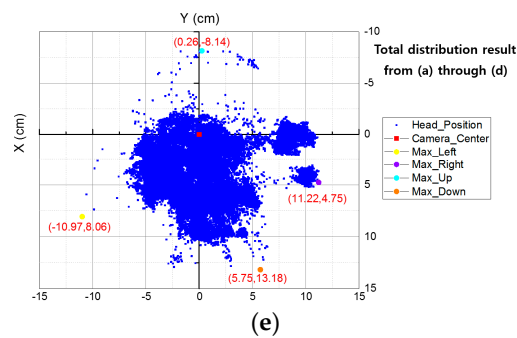 Y (cm)
-10
(0.26,-8.14)
Total distribution result
from (a) through (d)
-5
X (cm)
Head_Position
0
Camera_Center
Max_Left
Max_Right
Max_Up
5
Max_Down
(11.22,4.75)
(-10.97,8.06)
10
(5.75,13.18)
15
-15
-10
-5
0
5
10
15
(e)